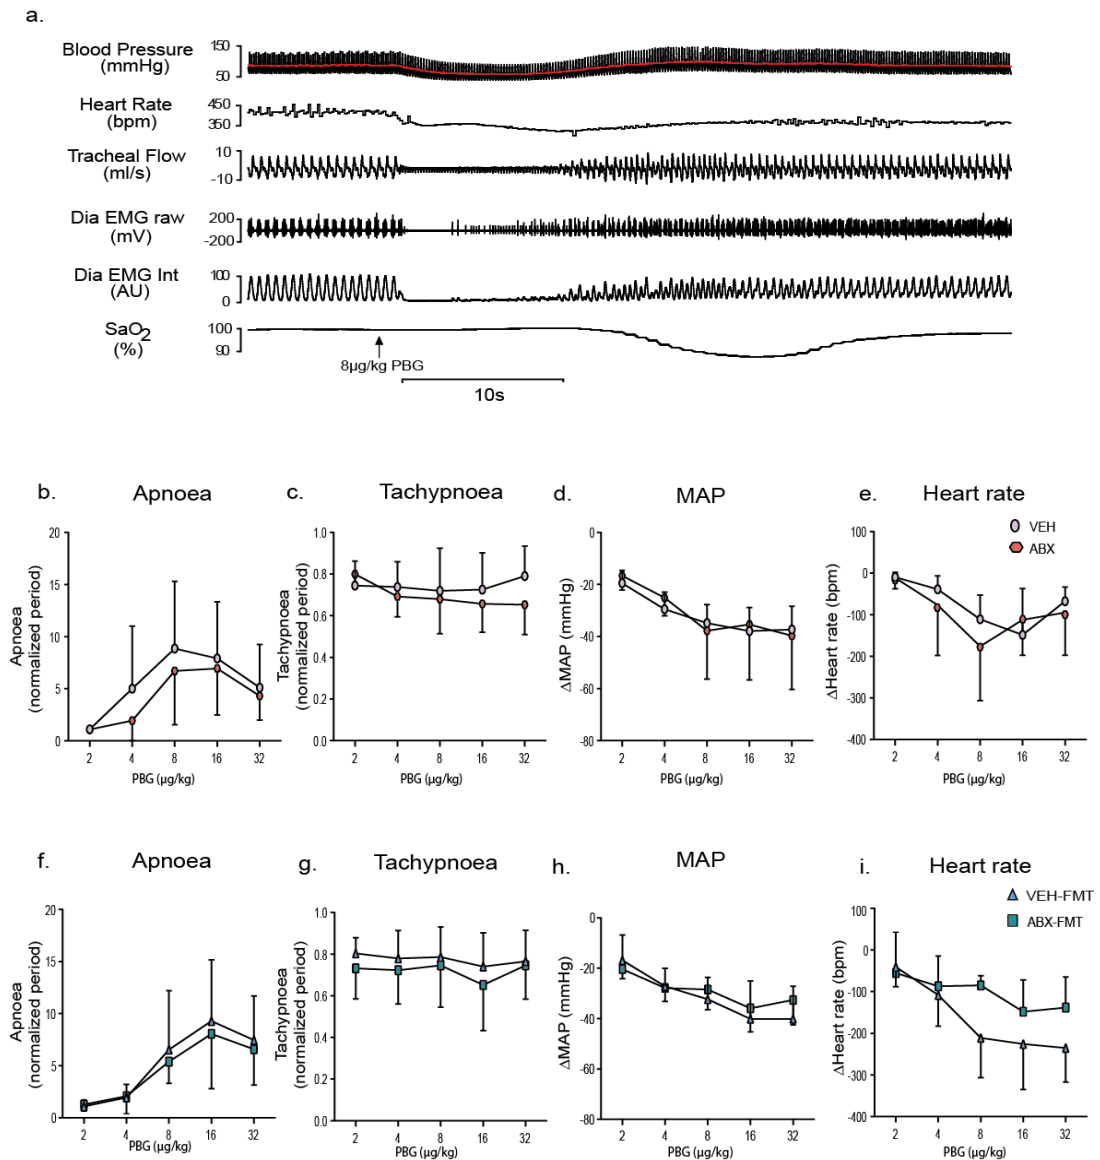 a.
Blood Pressure
(mmHg)
150
50
Heart Rate
(bpm)
450
350
Tracheal Flow
(ml/s)
10
-10
Dia EMG raw
(mV)
200
-200
Dia EMG Int
(AU)
100
0
SaO2
(%)
100
90
8µg/kg PBG
10s
b. Apnoea
Apnoea
(normalized period)
20
15
10
5
0
2 4 8 16 32
PBG (µg/kg)
c. Tachypnoea
Tachypnoea
(normalized period)
1.0
0.8
0.6
0.4
0.2
0.0
2 4 8 16 32
PBG (µg/kg)
d. MAP
ΔMAP (mmHg)
-0
-20
-40
-60
-80
2 4 8 16 32
PBG (µg/kg)
e. Heart rate
ΔHeart rate (bpm)
100
0
-100
-200
-300
-400
2 4 8 16 32
PBG (µg/kg)
VEH
ABX
f. Apnoea
Apnoea
(normalized period)
20
15
10
5
0
2 4 8 16 32
PBG (µg/kg)
g. Tachypnoea
Tachypnoea
(normalized period)
1.0
0.8
0.6
0.4
0.2
0.0
2 4 8 16 32
PBG (µg/kg)
h. MAP
ΔMAP (mmHg)
-0
-20
-40
-60
-80
2 4 8 16 32
PBG (µg/kg)
i. Heart rate
ΔHeart rate (bpm)
100
0
-100
-200
-300
-400
2 4 8 16 32
PBG (µg/kg)
VEH-FMT
ABX-FMT